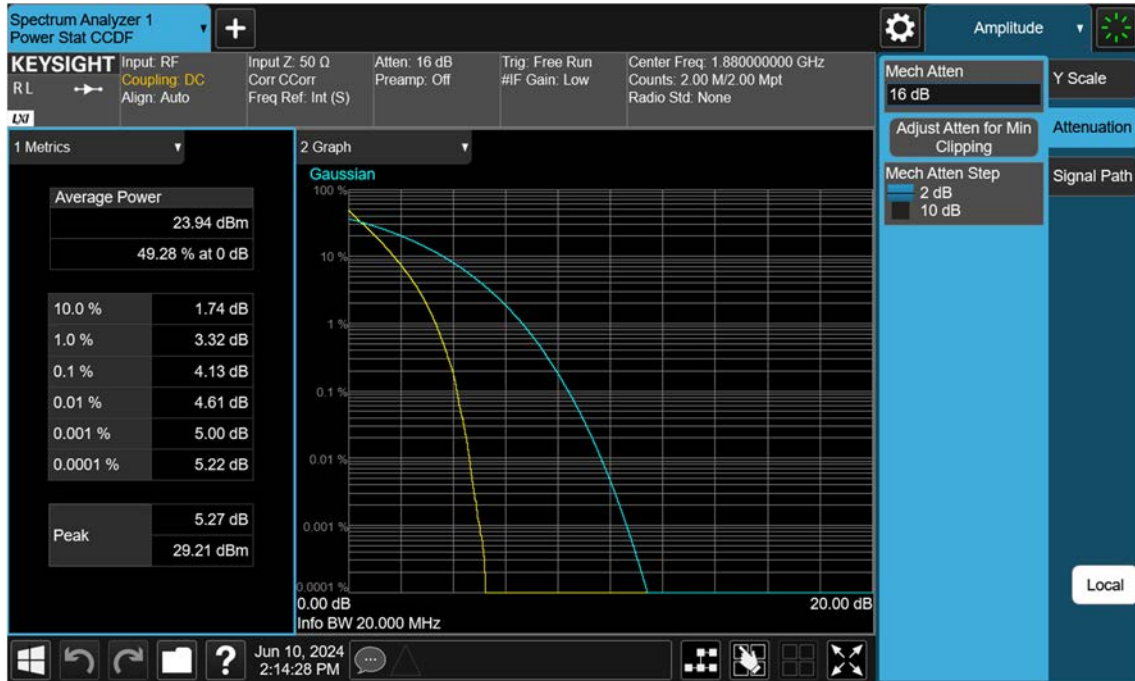 Spectrum Analyzer 1
Power Stat CCDF
Amplitude
KEYSIGHT
RL
LXI
Input: RF
Coupling: DC
Align: Auto
Input Z: 50 Ω
Corr CCorr
Freq Ref: Int (S)
Atten: 16 dB
Preamp: Off
Trig: Free Run
#IF Gain: Low
Center Freq: 1.880000000 GHz
Counts: 2.00 M/2.00 Mpt
Radio Std: None
1 Metrics
Average Power
23.94 dBm
49.28 % at 0 dB
10.0 % 1.74 dB
1.0 % 3.32 dB
0.1 % 4.13 dB
0.01 % 4.61 dB
0.001 % 5.00 dB
0.0001 % 5.22 dB
Peak
5.27 dB
29.21 dBm
2 Graph
Gaussian
100 %
10 %
1 %
0.1 %
0.01 %
0.001 %
0.0001 %
0.00 dB 20.00 dB
Info BW 20.000 MHz
Mech Atten
16 dB
Adjust Atten for Min
Clipping
Mech Atten Step
2 dB
10 dB
Y Scale
Attenuation
Signal Path
Local
?
Jun 10, 2024
2:14:28 PM